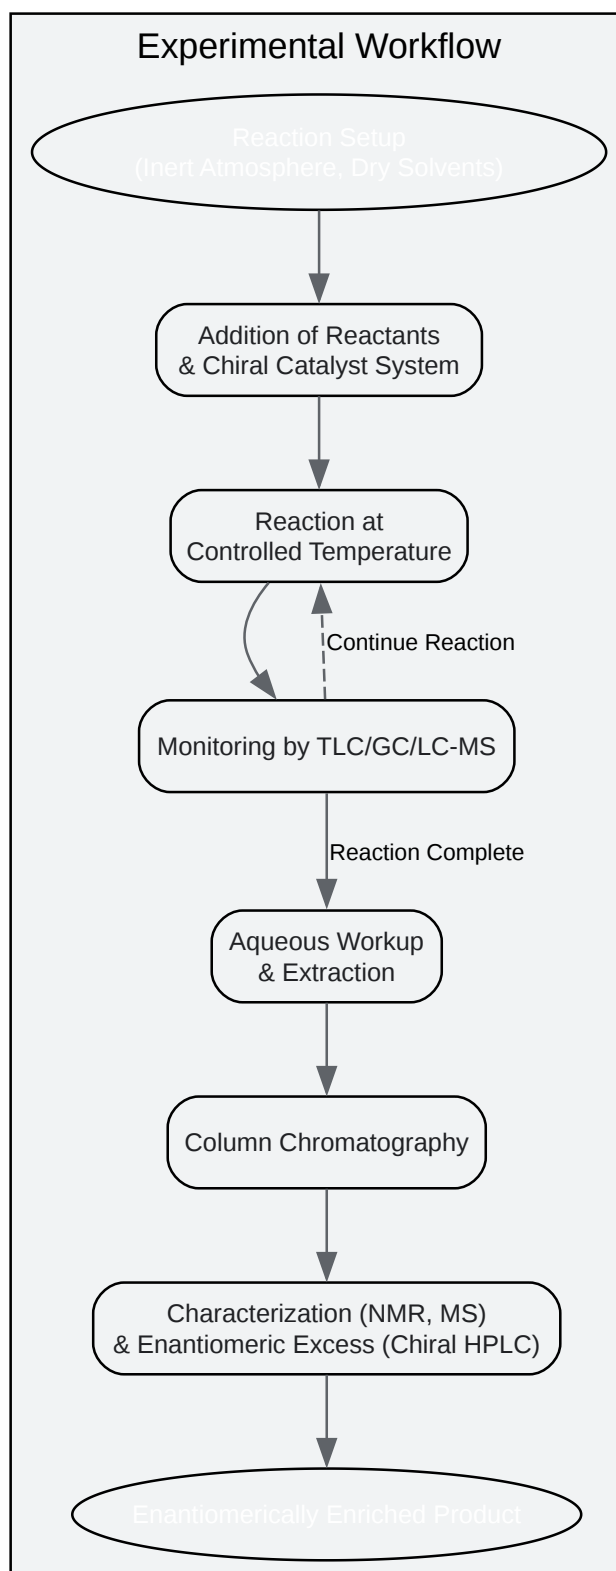 Experimental Workflow
Reaction Setup
(Inert Atmosphere, Dry Solvents)
Addition of Reactants
& Chiral Catalyst System
Reaction at
Controlled Temperature
Continue Reaction
Monitoring by TLC/GC/LC-MS
Reaction Complete
Aqueous Workup
& Extraction
Column Chromatography
Characterization (NMR, MS)
& Enantiomeric Excess (Chiral HPLC)
Enantiomerically Enriched Product